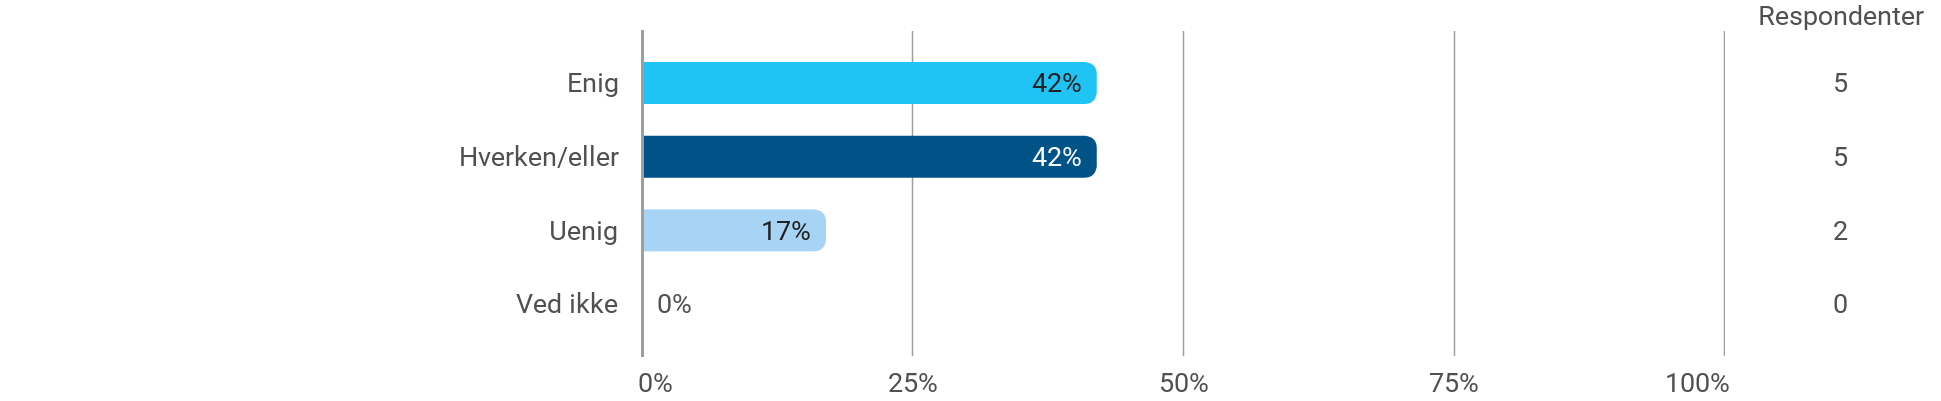 Respondenter
Enig 42% 5
Hverken/eller 42% 5
Uenig 17% 2
Ved ikke 0% 0
0% 25% 50% 75% 100%